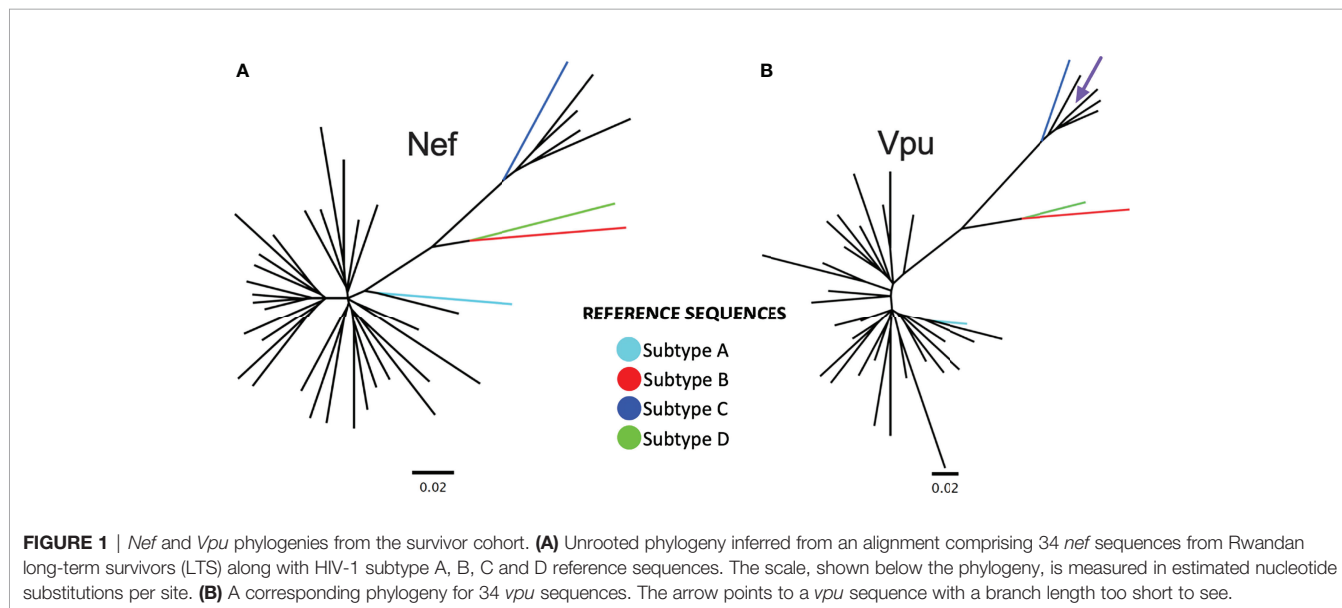 A
B
Nef
Vpu
REFERENCE SEQUENCES
Subtype A
Subtype B
Subtype C
Subtype D
0.02
0.02
FIGURE 1 | Nef and Vpu phylogenies from the survivor cohort. (A) Unrooted phylogeny inferred from an alignment comprising 34 nef sequences from Rwandan
long-term survivors (LTS) along with HIV-1 subtype A, B, C and D reference sequences. The scale, shown below the phylogeny, is measured in estimated nucleotide
substitutions per site. (B) A corresponding phylogeny for 34 vpu sequences. The arrow points to a vpu sequence with a branch length too short to see.